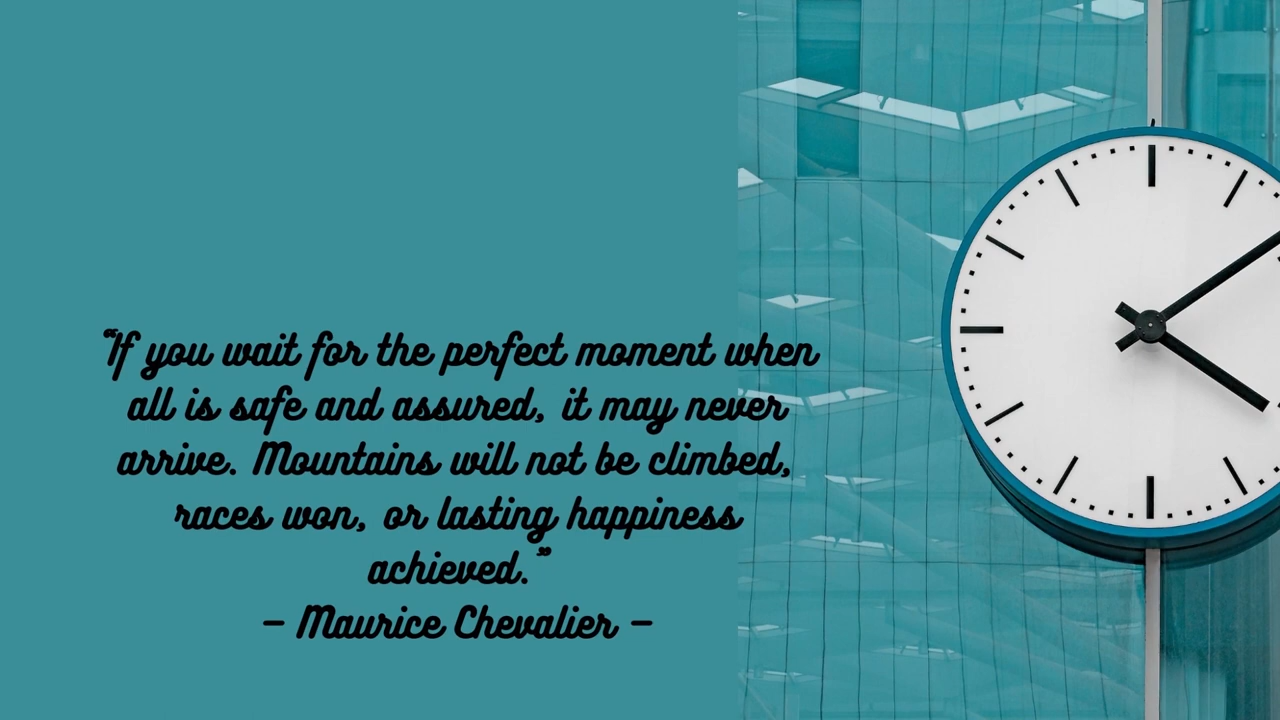 “If you wait for the perfect moment when
all is safe and assured, it may never
arrive. Mountains will not be climbed,
races won, or lasting happiness
achieved.”
– Maurice Chevalier –